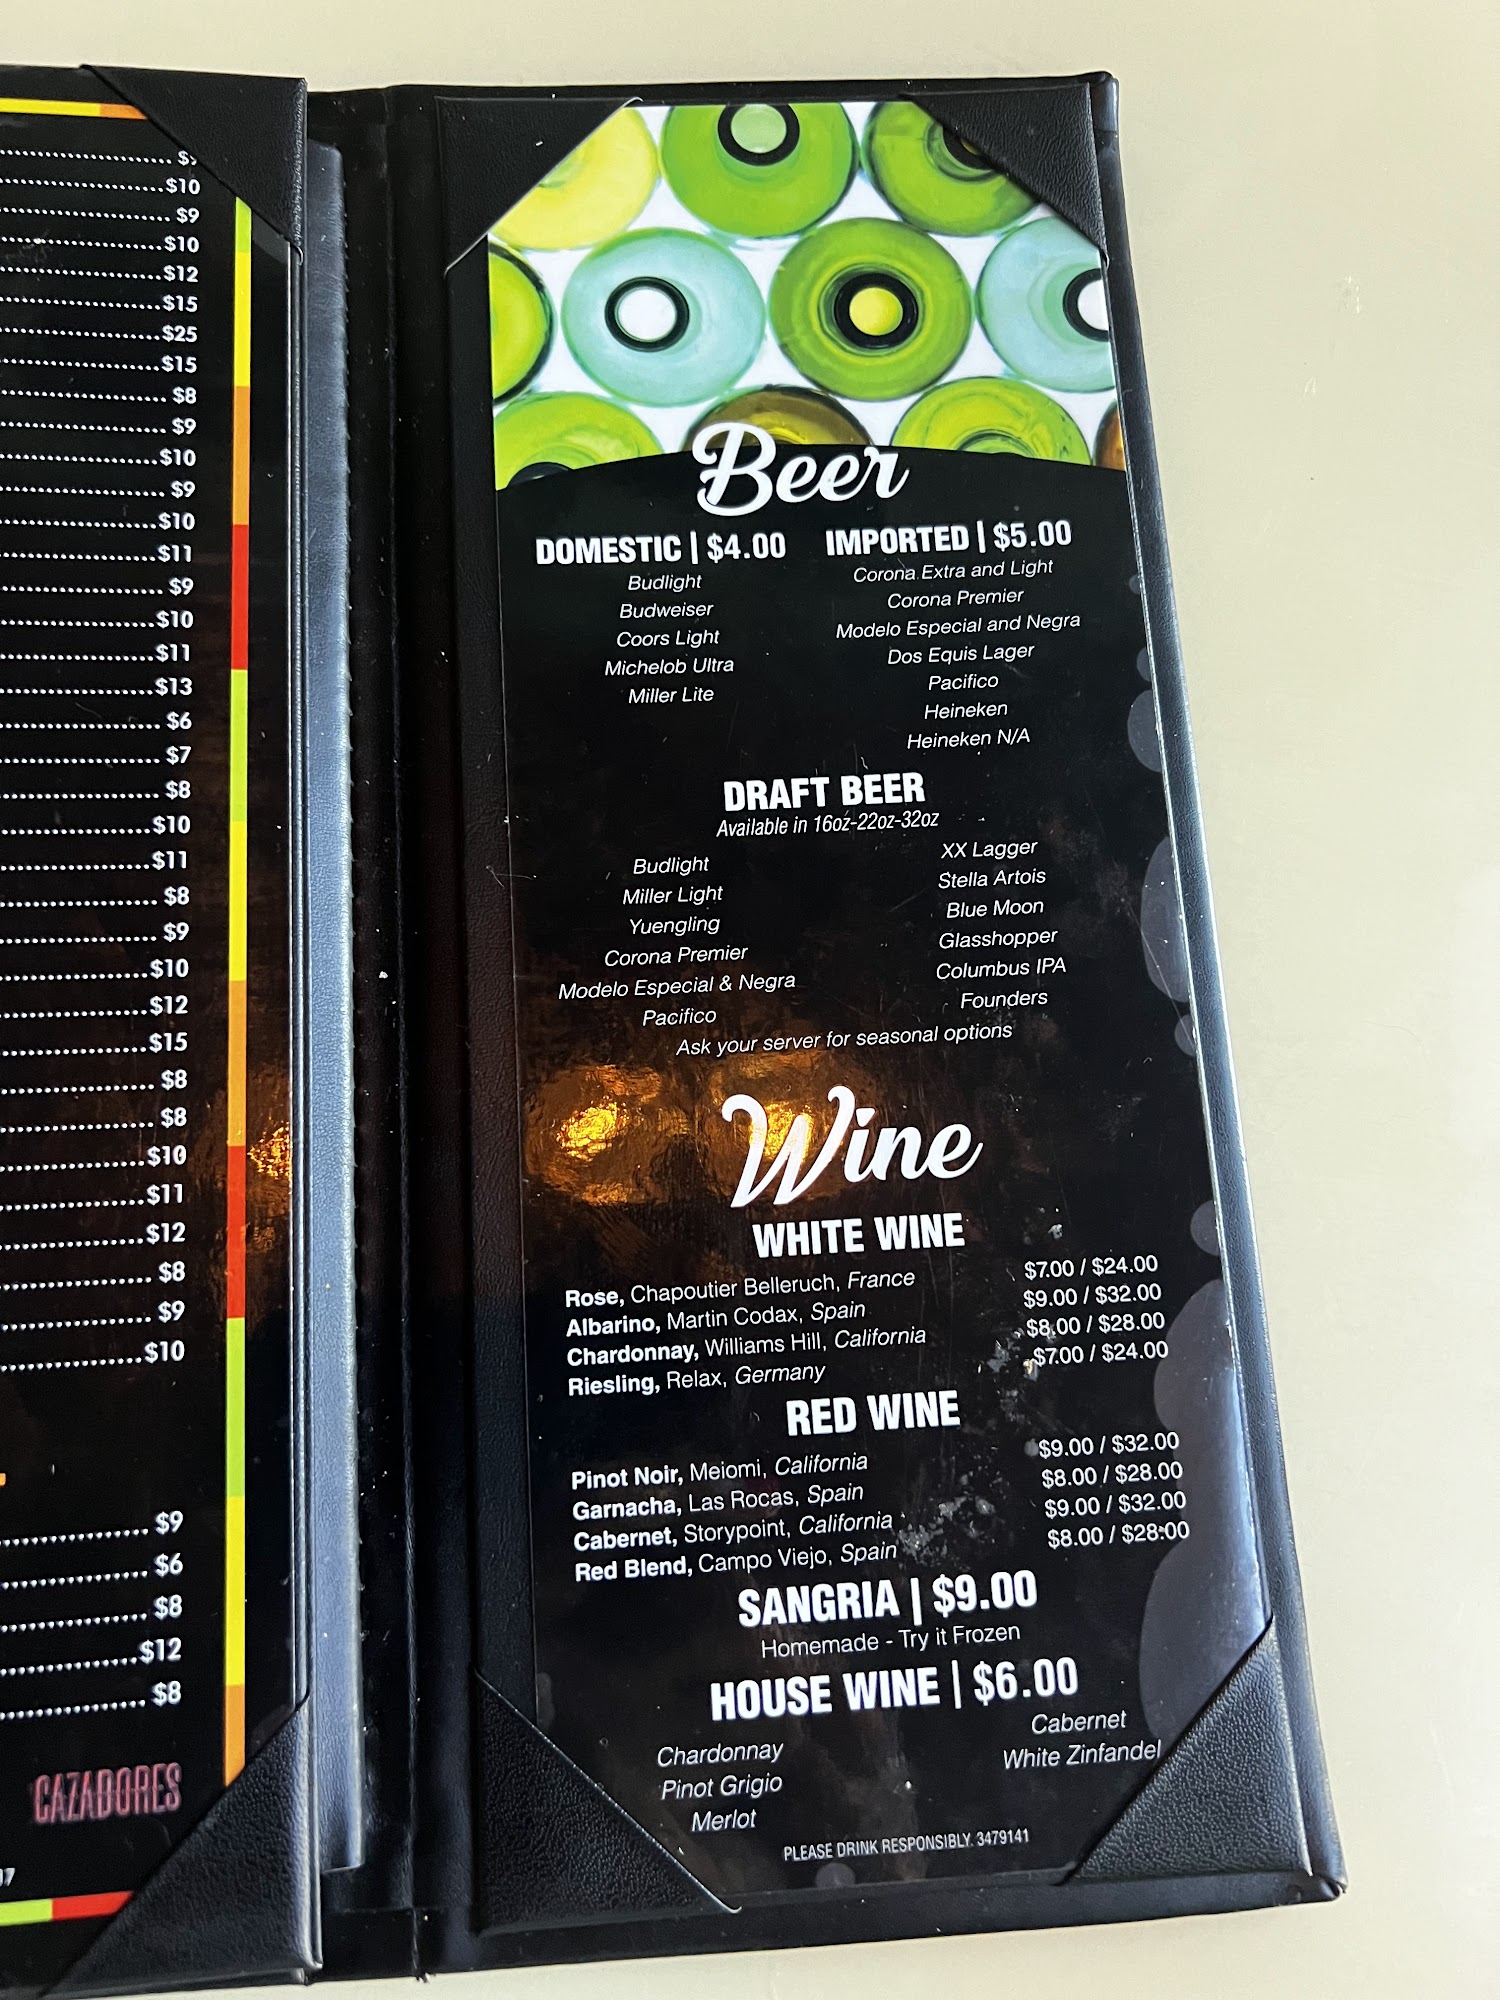 $10
$9
$10
$12
$15
$25
$15
$8
$9
$10
$9
$10
$11
$9
$10
$11
$13
$6
$7
$8
$10
$11
$8
$9
$10
$12
$15
$8
$8
$10
$11
$12
$8
$9
$10
$9
$6
$8
$12
$8
CAZADORES
Beer
DOMESTIC | $4.00
Budlight
Budweiser
Coors Light
Michelob Ultra
Miller Lite
IMPORTED | $5.00
Corona Extra and Light
Corona Premier
Modelo Especial and Negra
Dos Equis Lager
Pacifico
Heineken
Heineken N/A
DRAFT BEER
Available in 16oz-22oz-32oz
Budlight
Miller Light
Yuengling
Corona Premier
Modelo Especial & Negra
Pacifico
XX Lagger
Stella Artois
Blue Moon
Glasshopper
Columbus IPA
Founders
Ask your server for seasonal options
Wine
WHITE WINE
Rose, Chapoutier Belleruch, France $7.00 / $24.00
Albarino, Martin Codax, Spain $9.00 / $32.00
Chardonnay, Williams Hill, California $8.00 / $28.00
Riesling, Relax, Germany $7.00 / $24.00
RED WINE
Pinot Noir, Meiomi, California $9.00 / $32.00
Garnacha, Las Rocas, Spain $8.00 / $28.00
Cabernet, Storypoint, California $9.00 / $32.00
Red Blend, Campo Viejo, Spain $8.00 / $28.00
SANGRIA | $9.00
Homemade - Try it Frozen
HOUSE WINE | $6.00
Chardonnay
Pinot Grigio
Merlot
Cabernet
White Zinfandel
PLEASE DRINK RESPONSIBLY. 3479141